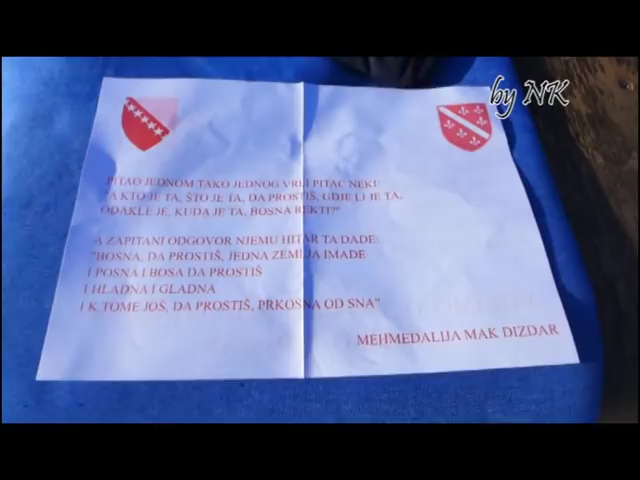 by NK
PITAO JEDNOM TAKO JEDNOG VRLI PITAC NEKI:
"A KTO JE TA, ŠTO JE TA, DA PROSTIŠ, GDJE LI JE TA,
ODAKLE JE, KUDA JE TA, BOSNA REKTI?"
A ZAPITANI ODGOVOR NJEMU HITAR TA DADE:
"BOSNA, DA PROSTIŠ, JEDNA ZEMLJA IMADE
I POSNA I BOSA DA PROSTIŠ
I HLADNA I GLADNA
I K TOME JOŠ, DA PROSTIŠ, PRKOSNA OD SNA"
MEHMEDALIJA MAK DIZDAR